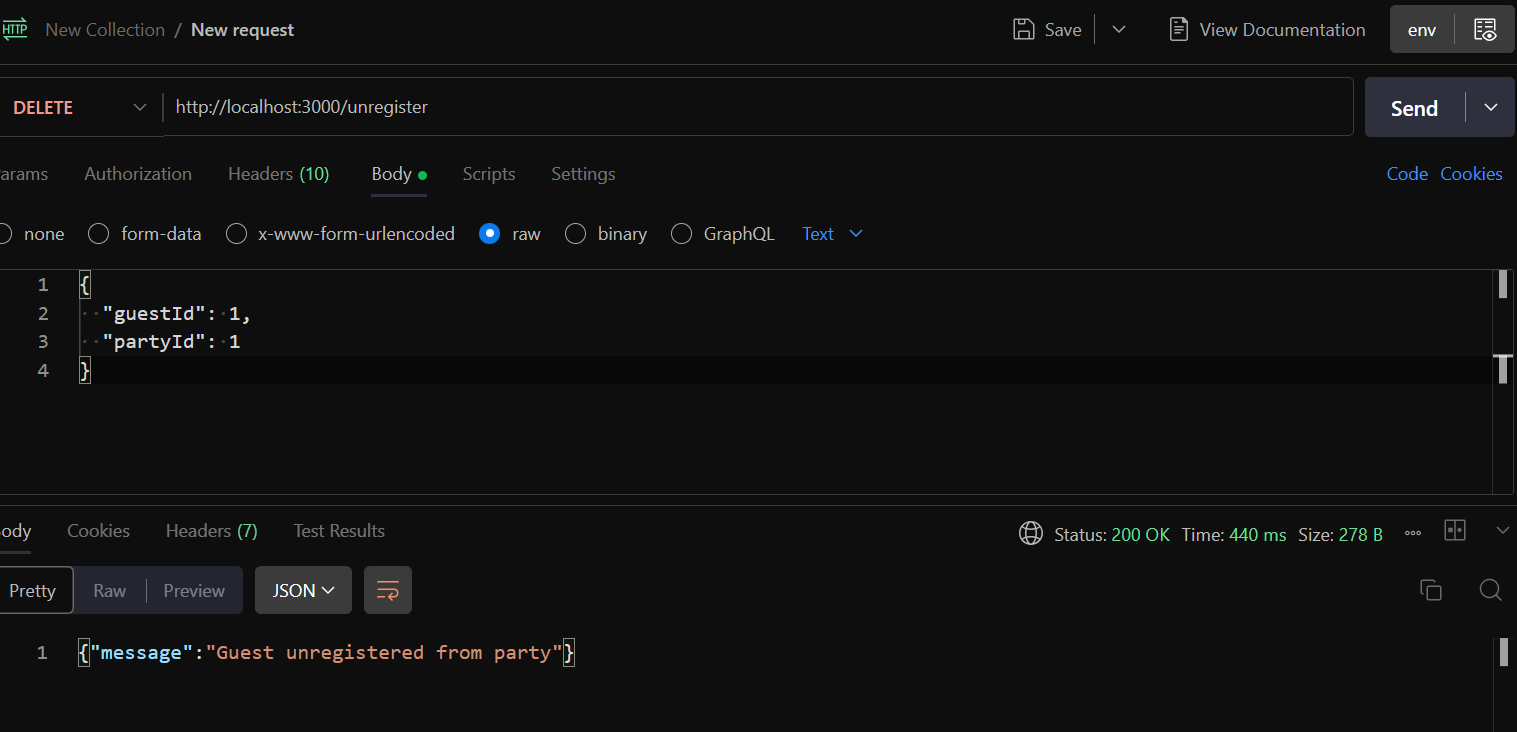 HTTP New Collection / New request Save View Documentation env
DELETE http://localhost:3000/unregister Send
arams Authorization Headers (10) Body Scripts Settings Code Cookies
none form-data x-www-form-urlencoded raw binary GraphQL Text
1 {
2 "guestId": 1,
3 "partyId": 1
4 }
ody Cookies Headers (7) Test Results Status: 200 OK Time: 440 ms Size: 278 B
Pretty Raw Preview JSON
1 {"message":"Guest unregistered from party"}